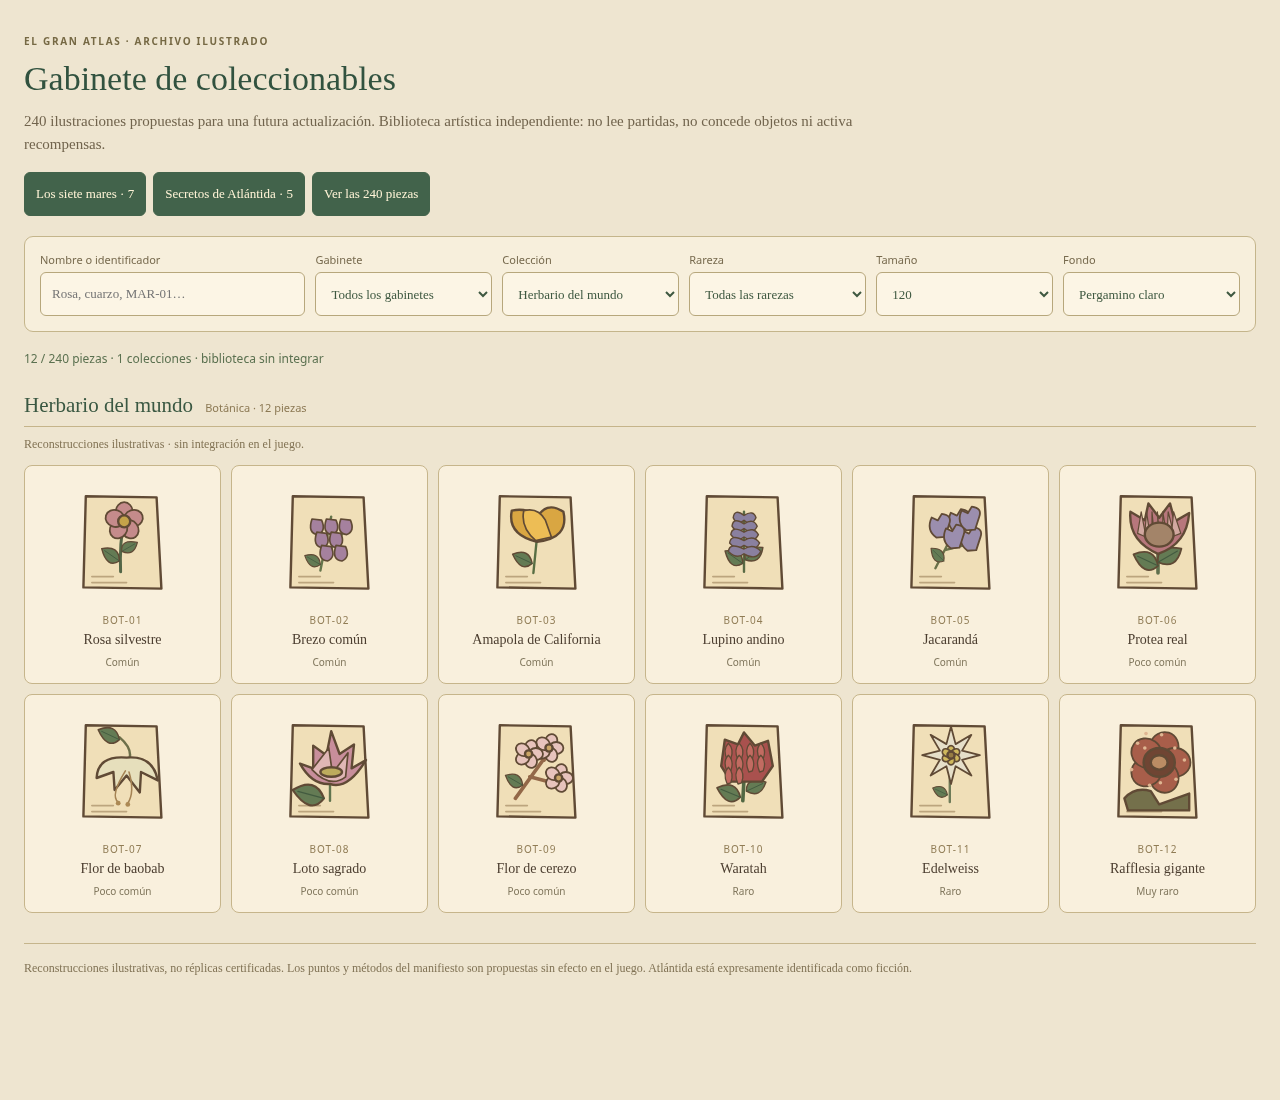 EL GRAN ATLAS · ARCHIVO ILUSTRADO
Gabinete de coleccionables
240 ilustraciones propuestas para una futura actualización. Biblioteca artística independiente: no lee partidas, no concede objetos ni activa
recompensas.
Los siete mares · 7
Secretos de Atlántida · 5
Ver las 240 piezas
Nombre o identificador
Gabinete
Colección
Rareza
Tamaño
Fondo
Rosa, cuarzo, MAR-01…
Todos los gabinetes
Herbario del mundo
Todas las rarezas
120
Pergamino claro
12 / 240 piezas · 1 colecciones · biblioteca sin integrar
Herbario del mundo
Botánica · 12 piezas
Reconstrucciones ilustrativas · sin integración en el juego.
BOT-01
Rosa silvestre
Común
BOT-02
Brezo común
Común
BOT-03
Amapola de California
Común
BOT-04
Lupino andino
Común
BOT-05
Jacarandá
Común
BOT-06
Protea real
Poco común
BOT-07
Flor de baobab
Poco común
BOT-08
Loto sagrado
Poco común
BOT-09
Flor de cerezo
Poco común
BOT-10
Waratah
Raro
BOT-11
Edelweiss
Raro
BOT-12
Rafflesia gigante
Muy raro
Reconstrucciones ilustrativas, no réplicas certificadas. Los puntos y métodos del manifiesto son propuestas sin efecto en el juego. Atlántida está expresamente identificada como ficción.